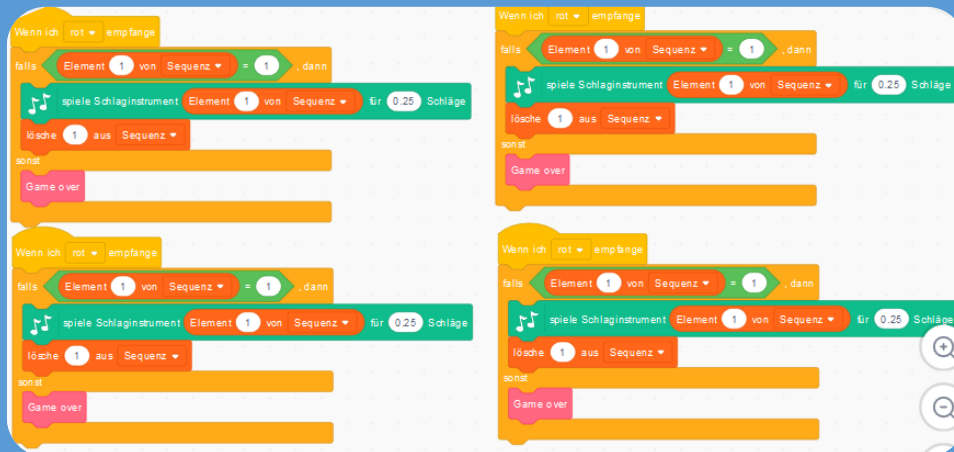 Wenn ich rot empfange
falls Element 1 von Sequenz = 1 , dann
spiele Schlaginstrument Element 1 von Sequenz für 0.25 Schläge
lösche 1 aus Sequenz
sonst
Game over
Wenn ich rot empfange
falls Element 1 von Sequenz = 1 , dann
spiele Schlaginstrument Element 1 von Sequenz für 0.25 Schläge
lösche 1 aus Sequenz
sonst
Game over
Wenn ich rot empfange
falls Element 1 von Sequenz = 1 , dann
spiele Schlaginstrument Element 1 von Sequenz für 0.25 Schläge
lösche 1 aus Sequenz
sonst
Game over
Wenn ich rot empfange
falls Element 1 von Sequenz = 1 , dann
spiele Schlaginstrument Element 1 von Sequenz für 0.25 Schläge
lösche 1 aus Sequenz
sonst
Game over